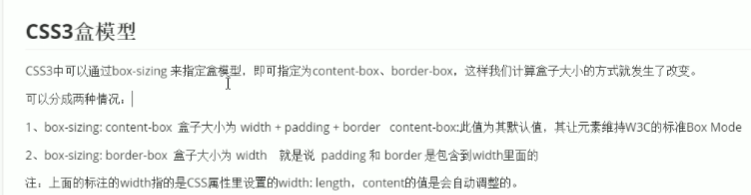 CSS3盒模型
CSS3中可以通过box-sizing 来指定盒模型，即可指定为content-box、border-box，这样我们计算盒子大小的方式就发生了改变。
可以分成两种情况：
1、box-sizing: content-box 盒子大小为 width + padding + border content-box:此值为其默认值，其让元素维持W3C的标准Box Mode
2、box-sizing: border-box 盒子大小为 width 就是说 padding 和 border 是包含到width里面的
注：上面的标注的width指的是CSS属性里设置的width: length，content的值是会自动调整的。